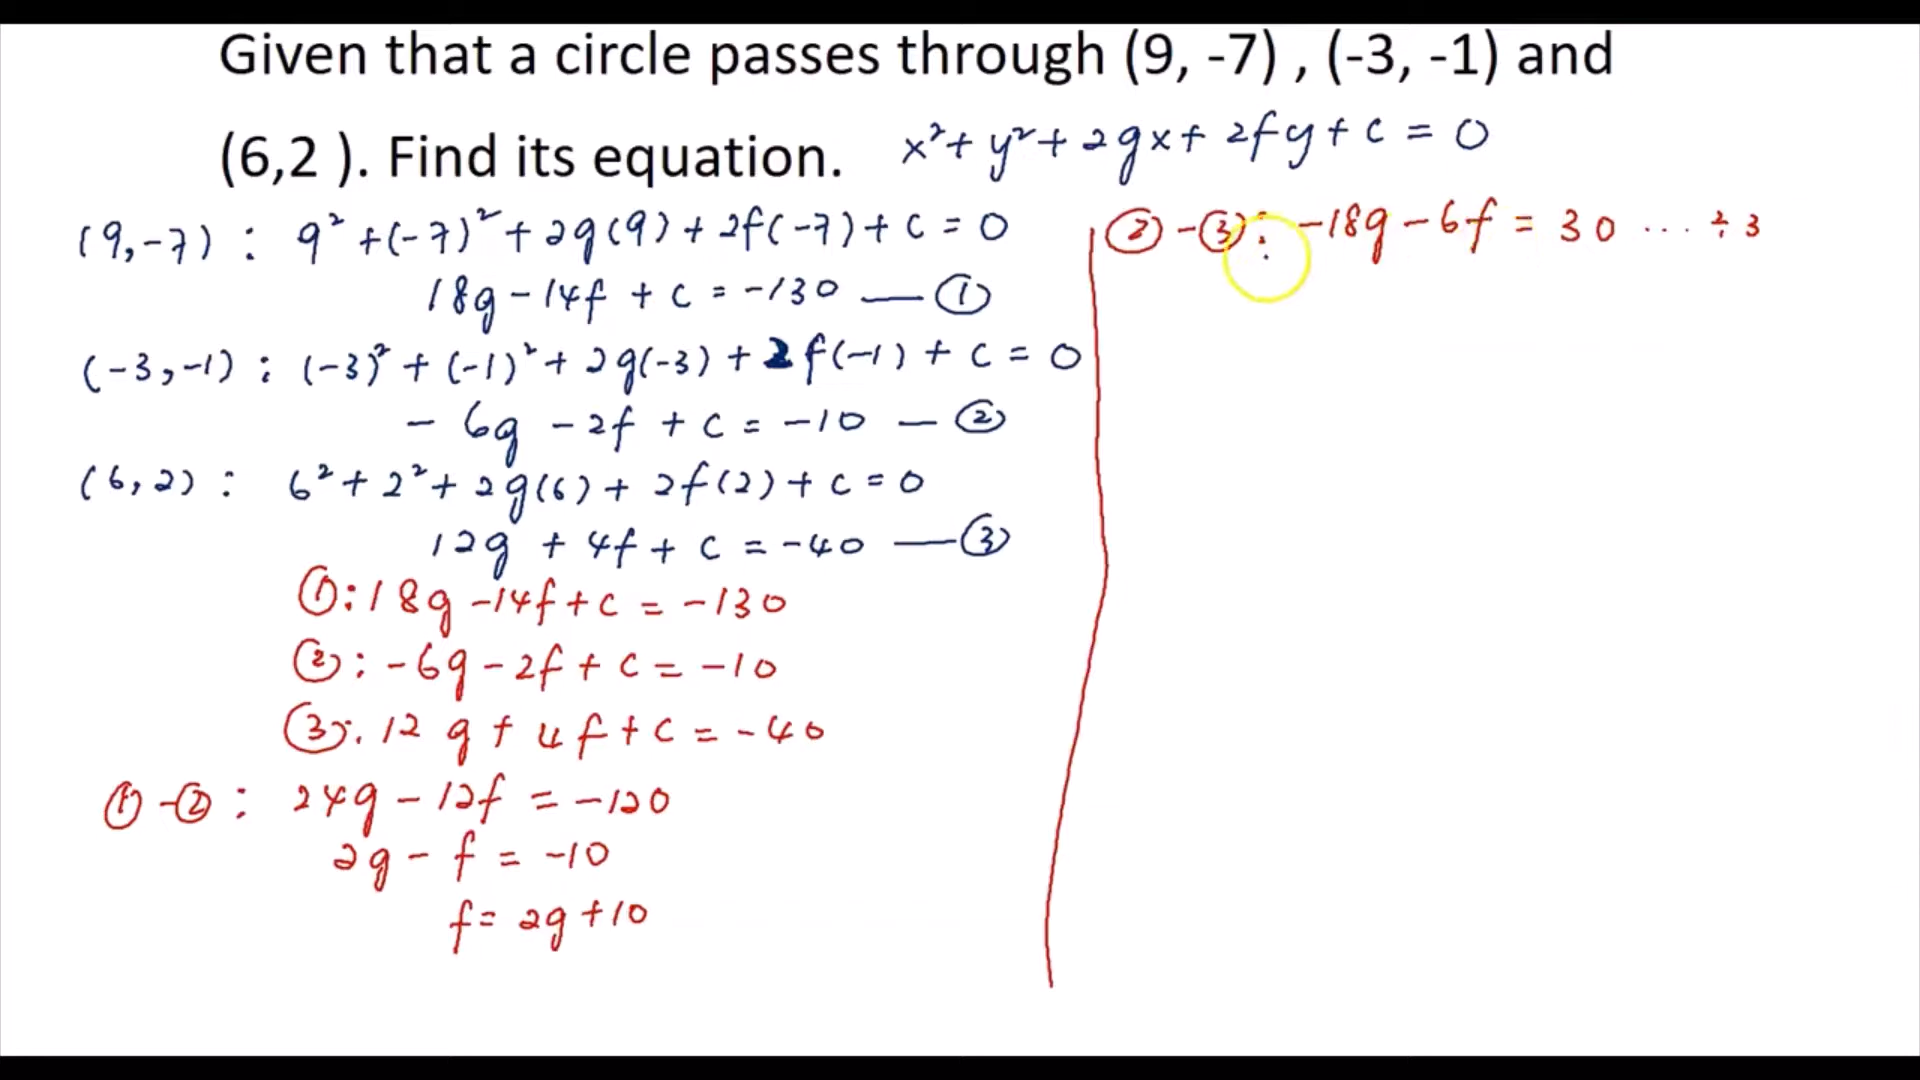 Given that a circle passes through (9, -7) , (-3, -1) and
(6,2 ). Find its equation. x² + y² + 2gx + 2fy + c = 0
(9,-7) : 9² + (-7)² + 2g(9) + 2f(-7) + c = 0
18g - 14f + c = -130 — ①
(-3,-1) : (-3)² + (-1)² + 2g(-3) + 2f(-1) + c = 0
- 6g - 2f + c = -10 — ②
(6,2) : 6² + 2² + 2g(6) + 2f(2) + c = 0
12g + 4f + c = -40 — ③
①: 18g - 14f + c = -130
②: -6g - 2f + c = -10
③: 12g + 4f + c = -40
① - ② : 24g - 12f = -120
2g - f = -10
f = 2g + 10
② - ③ : -18g - 6f = 30 ... ÷ 3